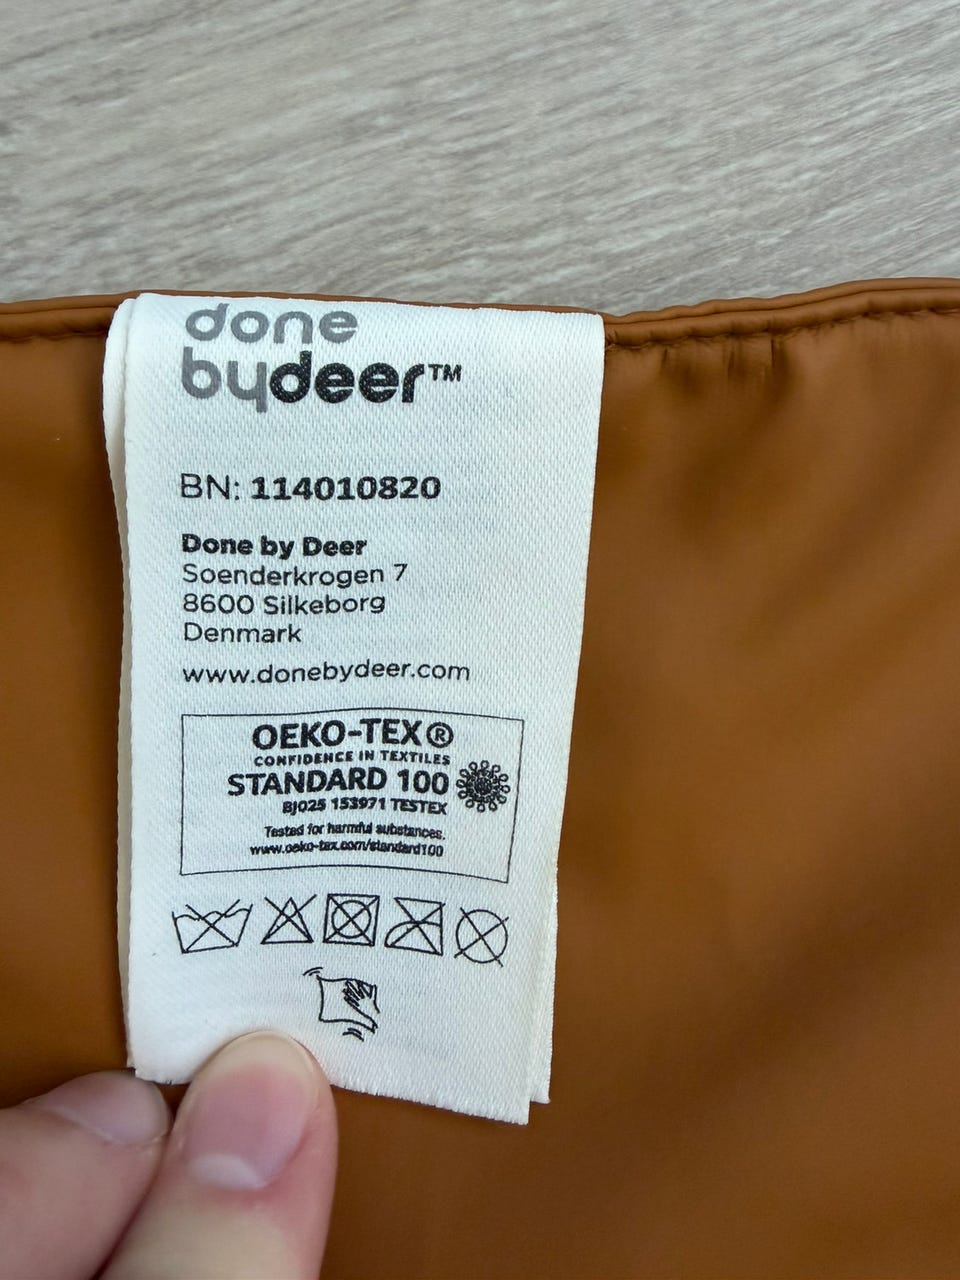 done
bydeer™
BN: 114010820
Done by Deer
Soenderkrogen 7
8600 Silkeborg
Denmark
www.donebydeer.com
OEKO-TEX®
CONFIDENCE IN TEXTILES
STANDARD 100
BJ025 153971 TESTEX
Tested for harmful substances.
www.oeko-tex.com/standard100